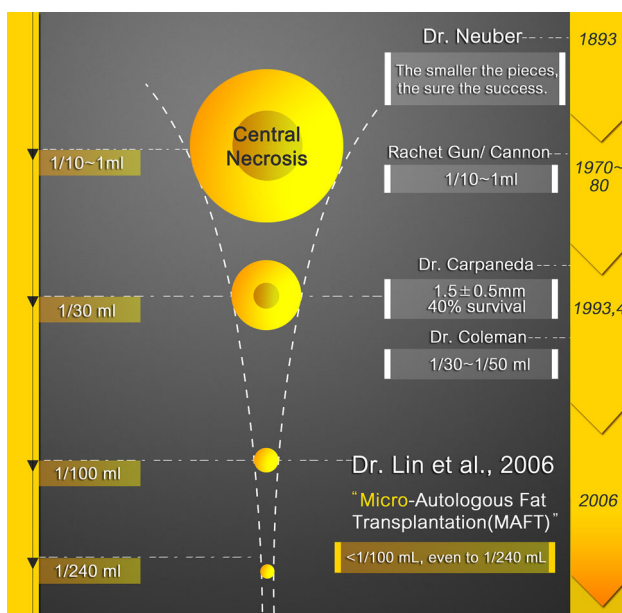 Dr. Neuber
1893
The smaller the pieces,
the sure the success.
Central
Necrosis
1/10~1ml
Rachet Gun/ Cannon
1/10~1ml
1970~
80
Dr. Carpaneda
1.5±0.5mm
40% survival
1993,4
1/30 ml
Dr. Coleman
1/30~1/50 ml
1/100 ml
Dr. Lin et al., 2006
2006
“Micro-Autologous Fat
Transplantation(MAFT)”
<1/100 mL, even to 1/240 mL
1/240 ml